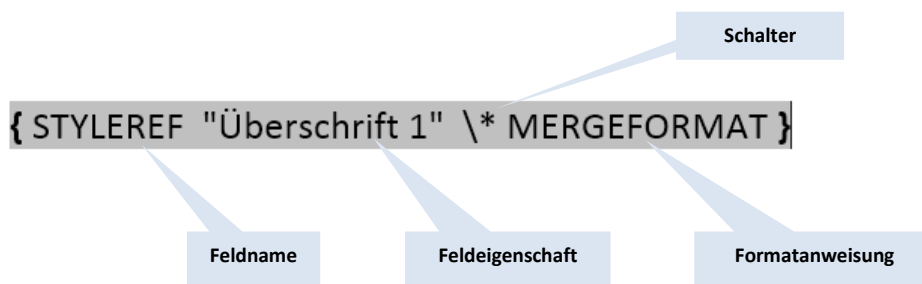 Schalter
{ STYLEREF "Überschrift 1" \* MERGEFORMAT }
Feldname Feldeigenschaft Formatanweisung